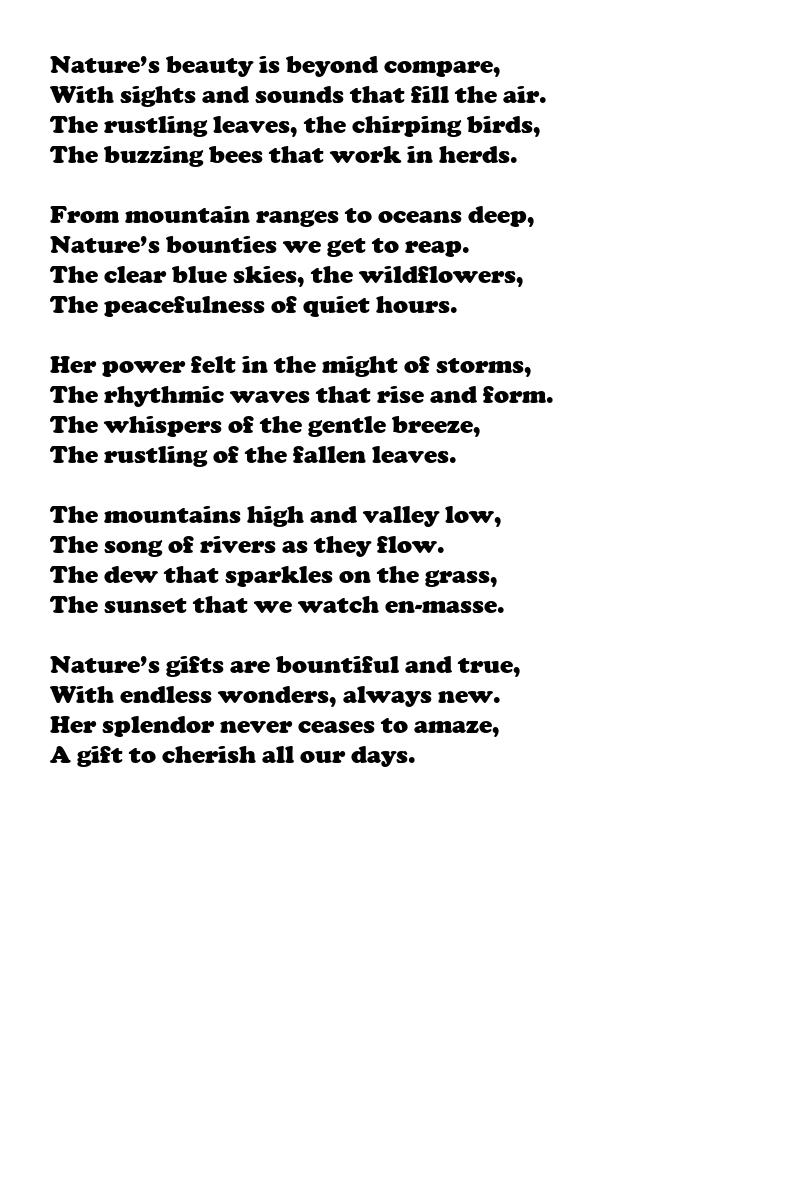 Nature's beauty is beyond compare,
With sights and sounds that fill the air.
The rustling leaves, the chirping birds,
The buzzing bees that work in herds.

From mountain ranges to oceans deep,
Nature's bounties we get to reap.
The clear blue skies, the wildflowers,
The peacefulness of quiet hours.

Her power felt in the might of storms,
The rhythmic waves that rise and form.
The whispers of the gentle breeze,
The rustling of the fallen leaves.

The mountains high and valley low,
The song of rivers as they flow.
The dew that sparkles on the grass,
The sunset that we watch en-masse.

Nature's gifts are bountiful and true,
With endless wonders, always new.
Her splendor never ceases to amaze,
A gift to cherish all our days.